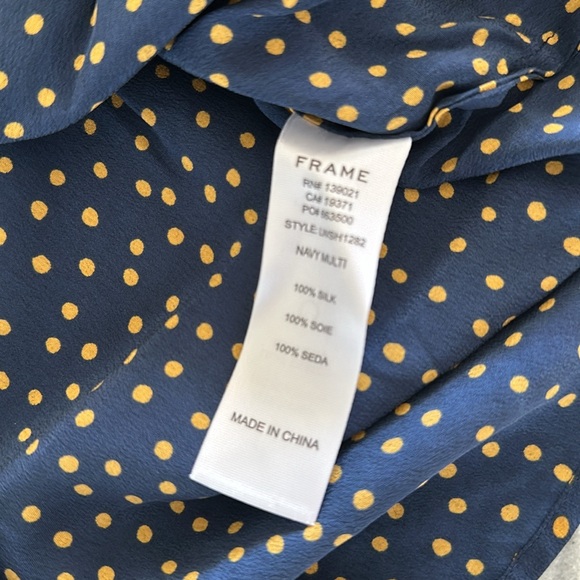 FRAME
RN# 139021
CA# 19371
PO# 863500
STYLE: LWSH1282
NAVY MULTI
100% SILK
100% SOIE
100% SEDA
MADE IN CHINA